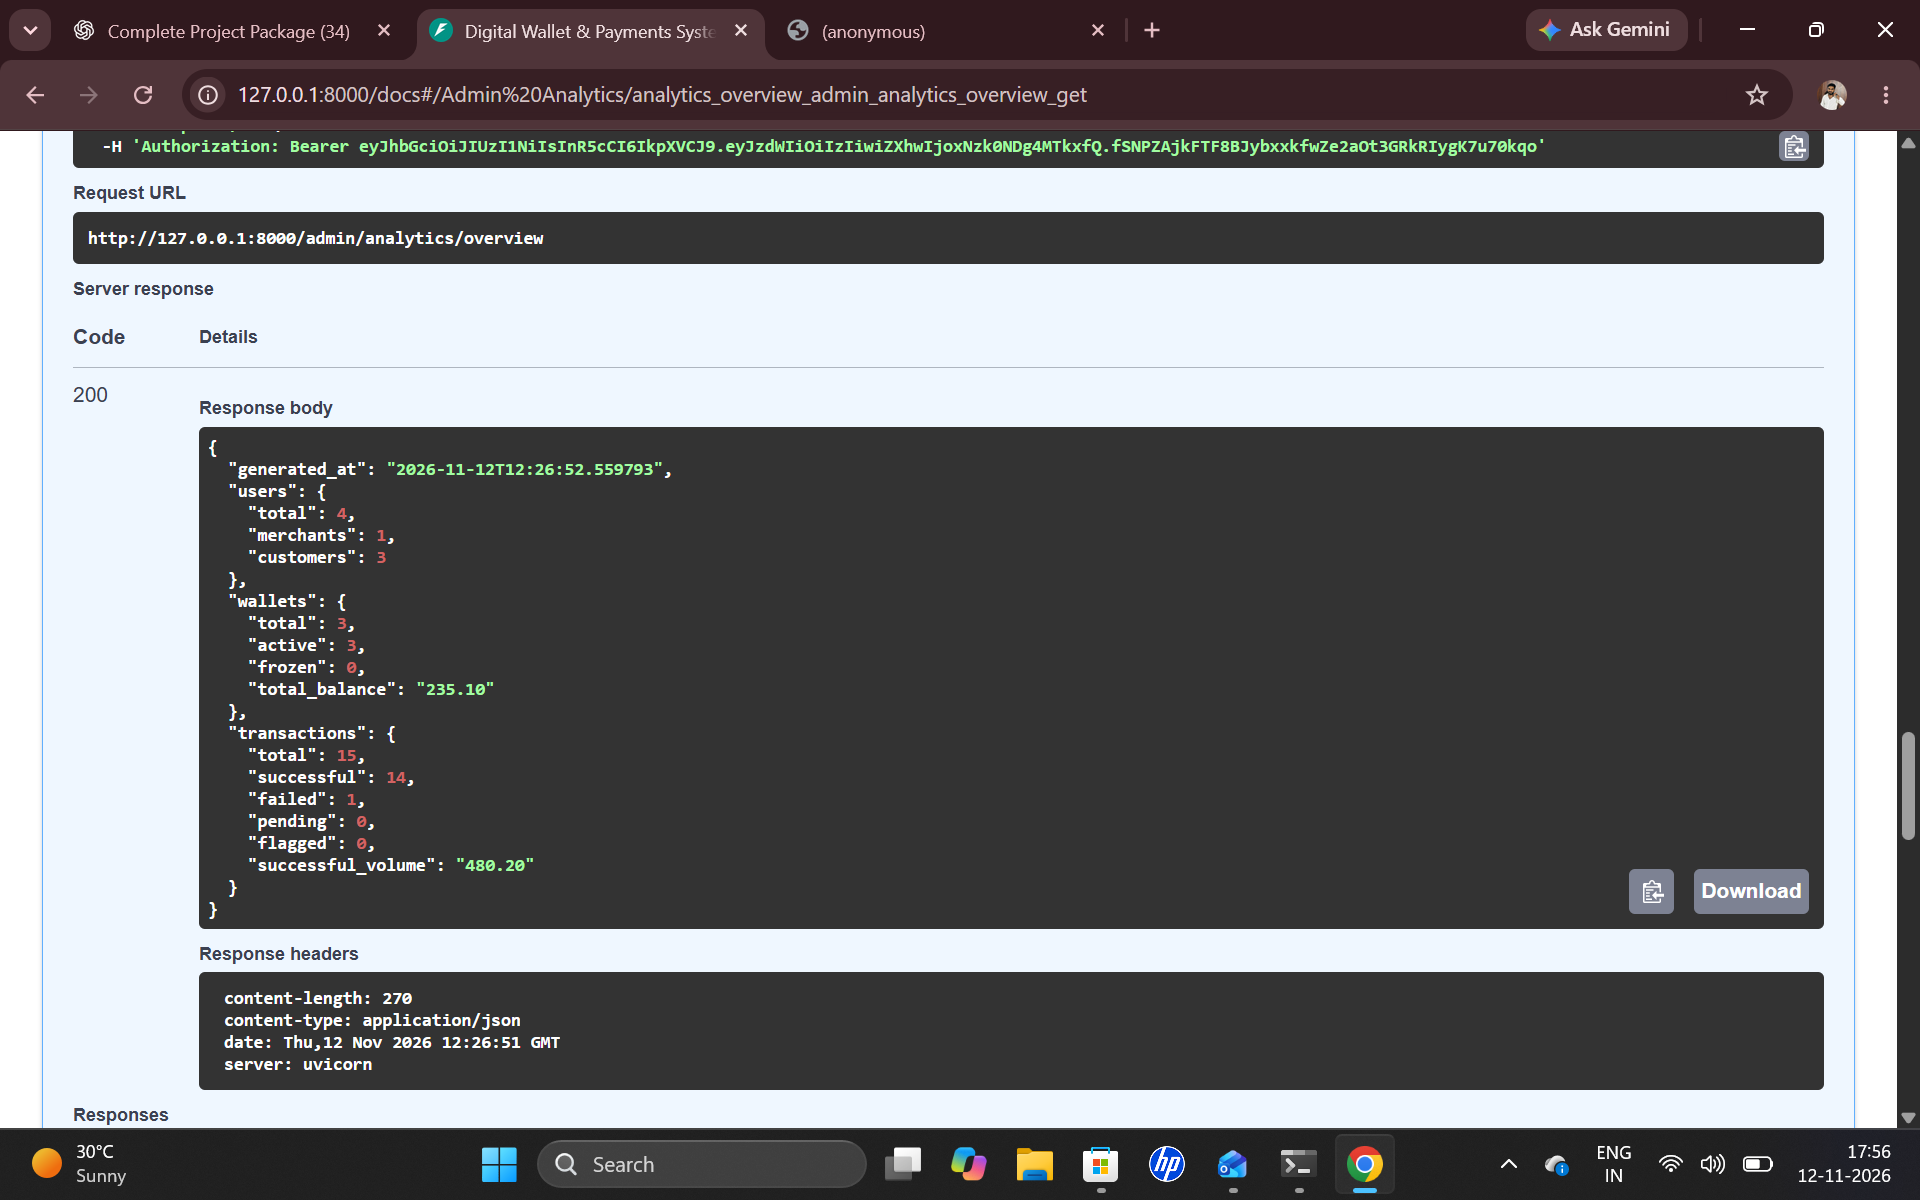 Complete Project Package (34)
Digital Wallet & Payments Syste
(anonymous)
Ask Gemini
127.0.0.1:8000/docs#/Admin%20Analytics/analytics_overview_admin_analytics_overview_get
-H 'Authorization: Bearer eyJhbGciOiJIUzI1NiIsInR5cCI6IkpXVCJ9.eyJzdWIiOiIzIiwiZXhwIjoxNzk0NDg4MTkxfQ.fSNPZAjkFTF8BJybxxkfwZe2aOt3GRkRIygK7u70kqo'
Request URL
http://127.0.0.1:8000/admin/analytics/overview
Server response
Code
Details
200
Response body
{
"generated_at": "2026-11-12T12:26:52.559793",
"users": {
"total": 4,
"merchants": 1,
"customers": 3
},
"wallets": {
"total": 3,
"active": 3,
"frozen": 0,
"total_balance": "235.10"
},
"transactions": {
"total": 15,
"successful": 14,
"failed": 1,
"pending": 0,
"flagged": 0,
"successful_volume": "480.20"
}
}
Download
Response headers
content-length: 270
content-type: application/json
date: Thu,12 Nov 2026 12:26:51 GMT
server: uvicorn
Responses
30°C
Sunny
Search
ENG
IN
17:56
12-11-2026